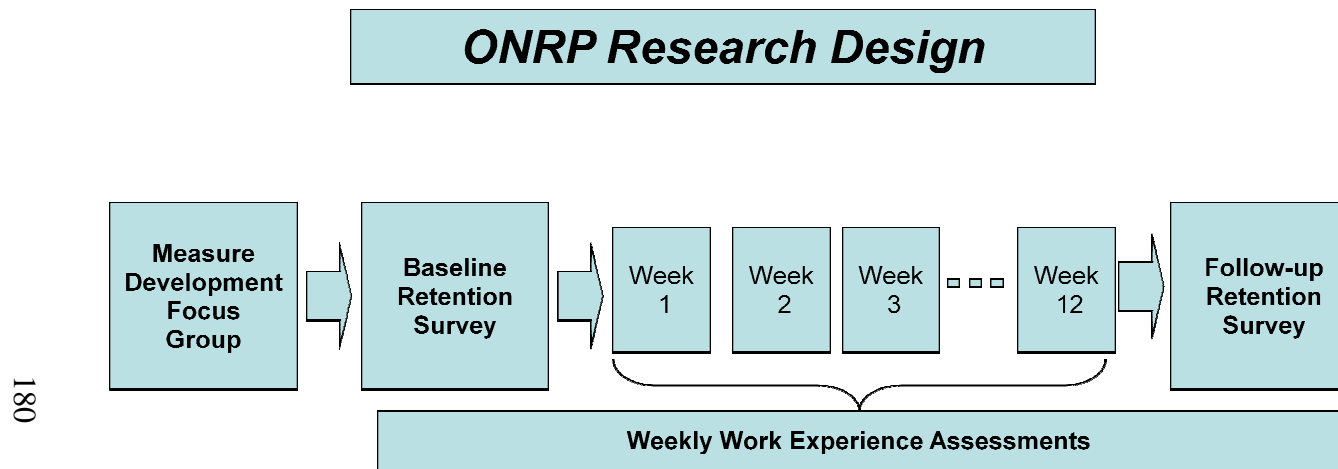 ONRP Research Design
Measure
Development
Focus
Group
Baseline
Retention
Survey
Week
1
Week
2
Week
3
Week
12
Follow-up
Retention
Survey
Weekly Work Experience Assessments
180